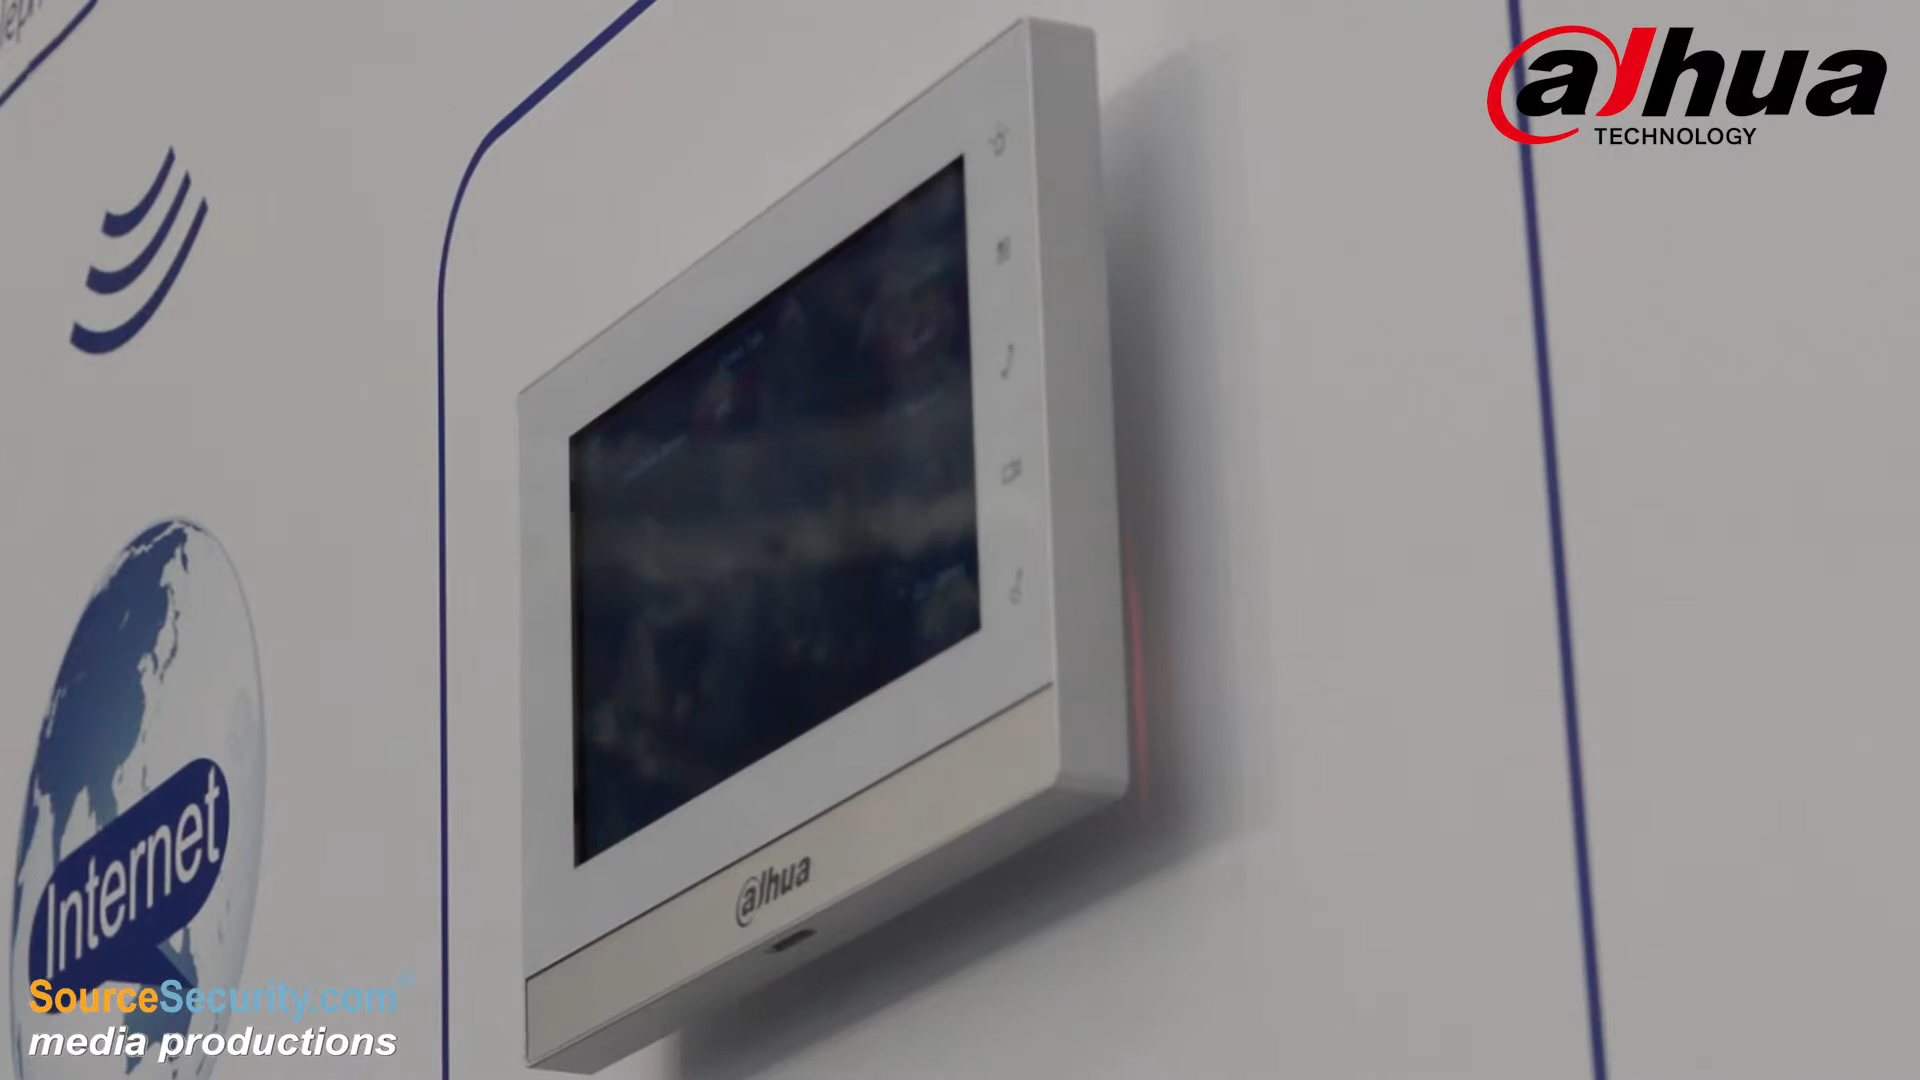 alhua
TECHNOLOGY
Internet
alhua
SourceSecurity.com
media productions